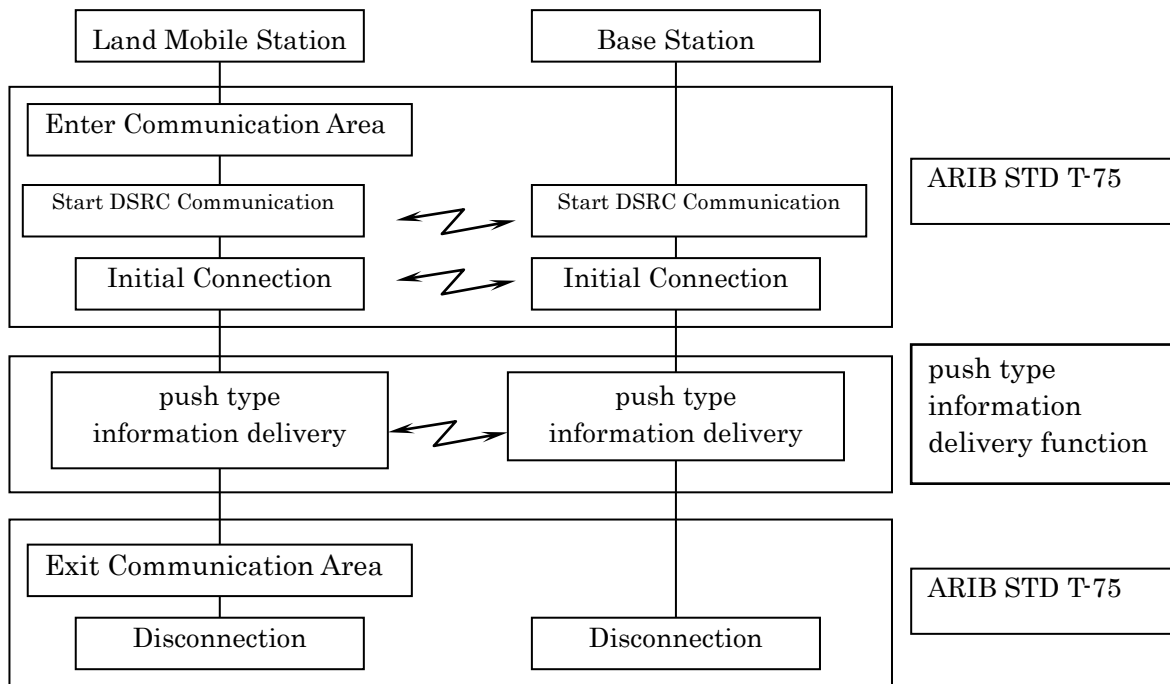 Land Mobile Station
Base Station
Enter Communication Area
ARIB STD T-75
Start DSRC Communication
Start DSRC Communication
Initial Connection
Initial Connection
push type
information delivery
push type
information delivery
push type
information
delivery function
Exit Communication Area
ARIB STD T-75
Disconnection
Disconnection